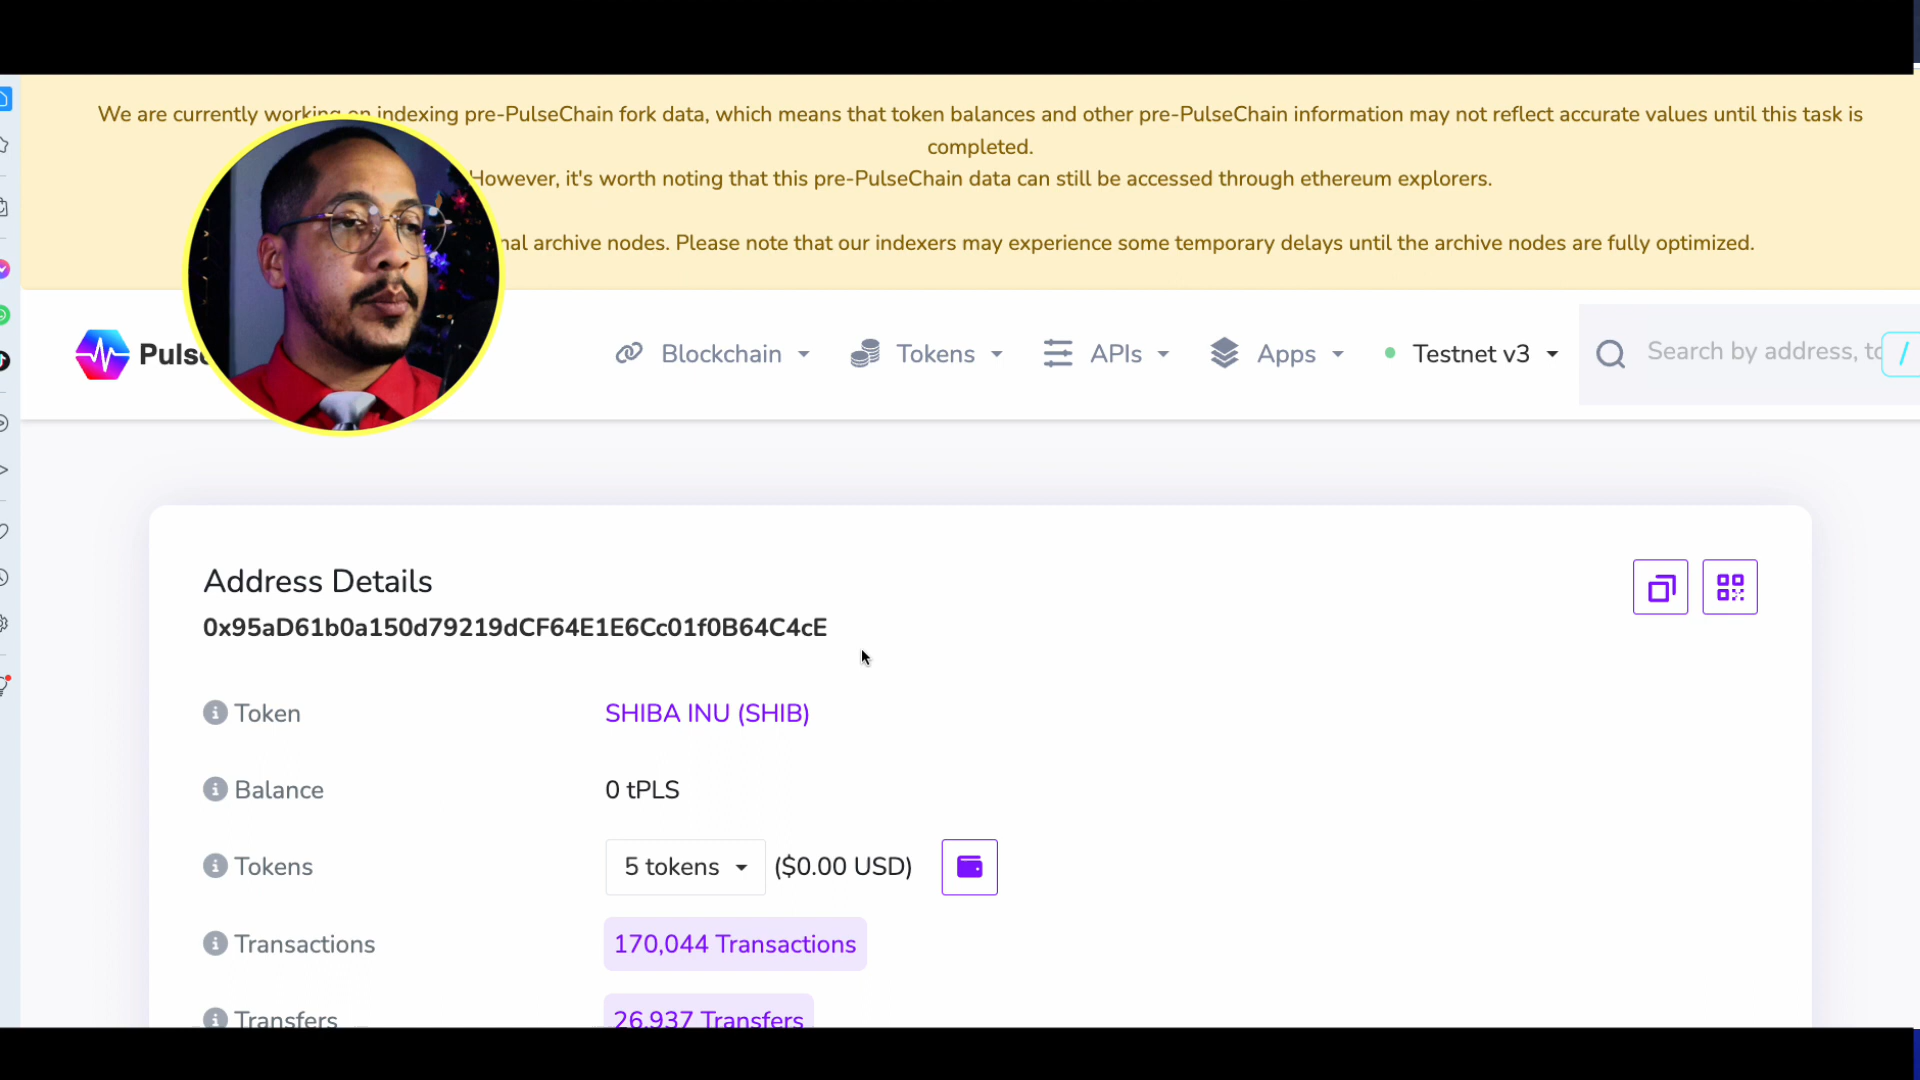 We are currently working on indexing pre-PulseChain fork data, which means that token balances and other pre-PulseChain information may not reflect accurate values until this task is
completed.
However, it's worth noting that this pre-PulseChain data can still be accessed through ethereum explorers.
archive nodes. Please note that our indexers may experience some temporary delays until the archive nodes are fully optimized.
Blockchain
Tokens
APIs
Apps
Testnet v3
Search by address,
/
Address Details
0x95aD61b0a150d79219dCF64E1E6Cc01f0B64C4cE
Token
SHIBA INU (SHIB)
Balance
0 tPLS
Tokens
5 tokens
($0.00 USD)
Transactions
170,044 Transactions
Transfers
26,937 Transfers